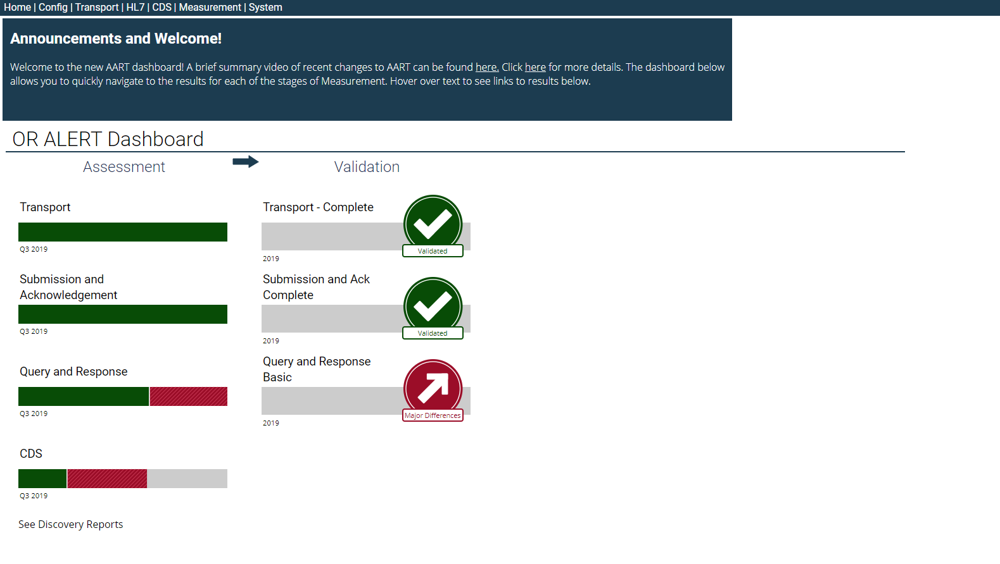 Home | Config | Transport | HL7 | CDS | Measurement | System
Announcements and Welcome!
Welcome to the new AART dashboard! A brief summary video of recent changes to AART can be found here. Click here for more details. The dashboard below
allows you to quickly navigate to the results for each of the stages of Measurement. Hover over text to see links to results below.
OR ALERT Dashboard
Assessment
Validation
Transport
Q3 2019
Submission and
Acknowledgement
Q3 2019
Query and Response
Q3 2019
CDS
Q3 2019
See Discovery Reports
Transport - Complete
Validated
2019
Submission and Ack
Complete
Validated
2019
Query and Response
Basic
Major Differences
2019